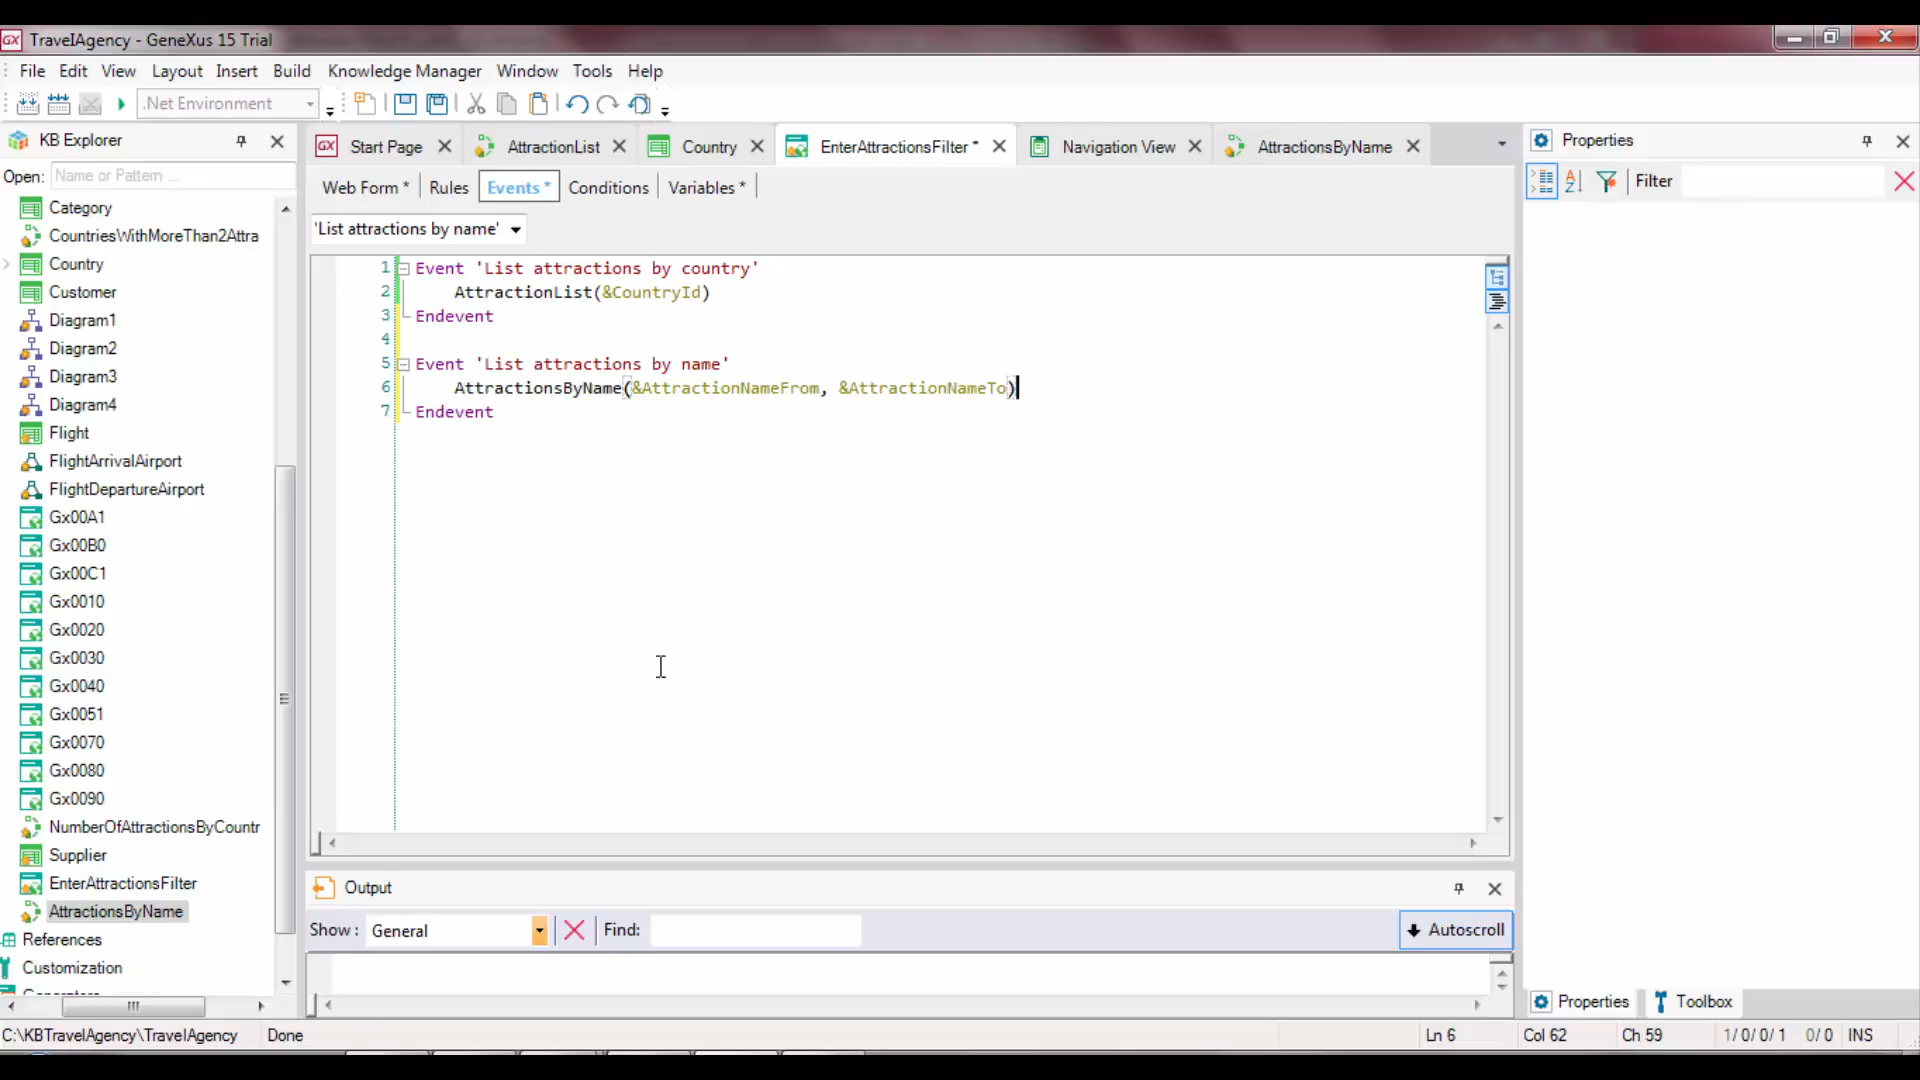 GX TravelAgency - GeneXus 15 Trial
File Edit View Layout Insert Build Knowledge Manager Window Tools Help
.Net Environment
KB Explorer
Open: Name or Pattern ...
Category
CountriesWithMoreThan2Attra
Country
Customer
Diagram1
Diagram2
Diagram3
Diagram4
Flight
FlightArrivalAirport
FlightDepartureAirport
Gx00A1
Gx00B0
Gx00C1
Gx0010
Gx0020
Gx0030
Gx0040
Gx0051
Gx0070
Gx0080
Gx0090
NumberOfAttractionsByCountr
Supplier
EnterAttractionsFilter
AttractionsByName
References
Customization
GX Start Page AttractionList Country EnterAttractionsFilter * Navigation View AttractionsByName
Web Form * Rules Events * Conditions Variables *
'List attractions by name'
1 Event 'List attractions by country'
2 AttractionList(&CountryId)
3 Endevent
4
5 Event 'List attractions by name'
6 AttractionsByName(&AttractionNameFrom, &AttractionNameTo)
7 Endevent
Output
Show : General Find: Autoscroll
Properties
Filter
Properties Toolbox
C:\KBTravelAgency\TravelAgency Done Ln 6 Col 62 Ch 59 1/0/0/1 0/0 INS